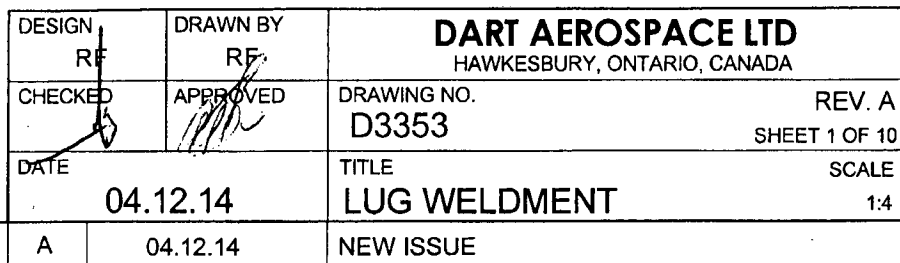 DESIGN
RF
DRAWN BY
RF
DART AEROSPACE LTD
HAWKESBURY, ONTARIO, CANADA
CHECKED
APPROVED
DRAWING NO.
D3353
REV. A
SHEET 1 OF 10
DATE
04.12.14
TITLE
LUG WELDMENT
SCALE
1:4
A 04.12.14 NEW ISSUE